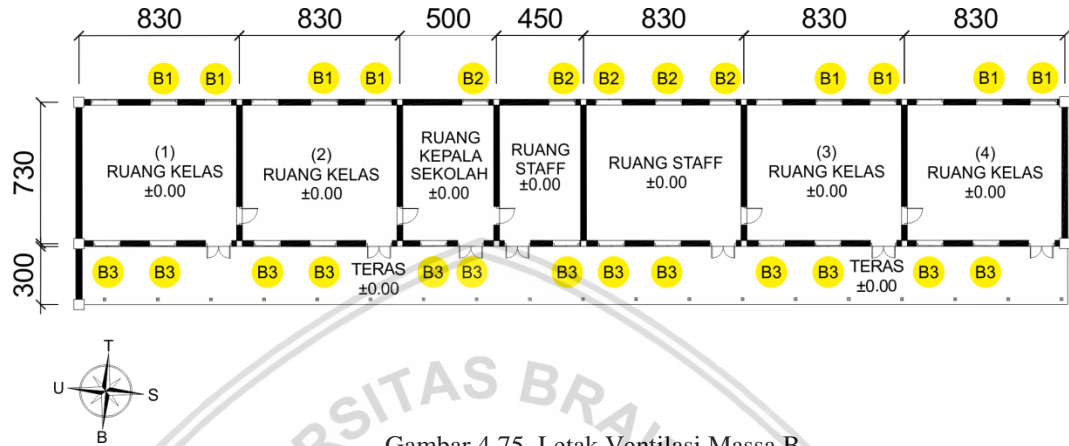 830 830 500 450 830 830 830
B1 B1 B1 B1 B2 B2 B2 B2 B2 B1 B1 B1 B1
730
(1)
RUANG KELAS
±0.00
(2)
RUANG KELAS
±0.00
RUANG
KEPALA
SEKOLAH
±0.00
RUANG
STAFF
±0.00
RUANG STAFF
±0.00
(3)
RUANG KELAS
±0.00
(4)
RUANG KELAS
±0.00
300
B3 B3 B3 B3 B3 B3 B3 B3 B3 B3 B3 B3 B3
TERAS
±0.00
TERAS
±0.00
T
U S
B
RSITAS BRA
Gambar 4.75 Letak Ventilasi Massa B